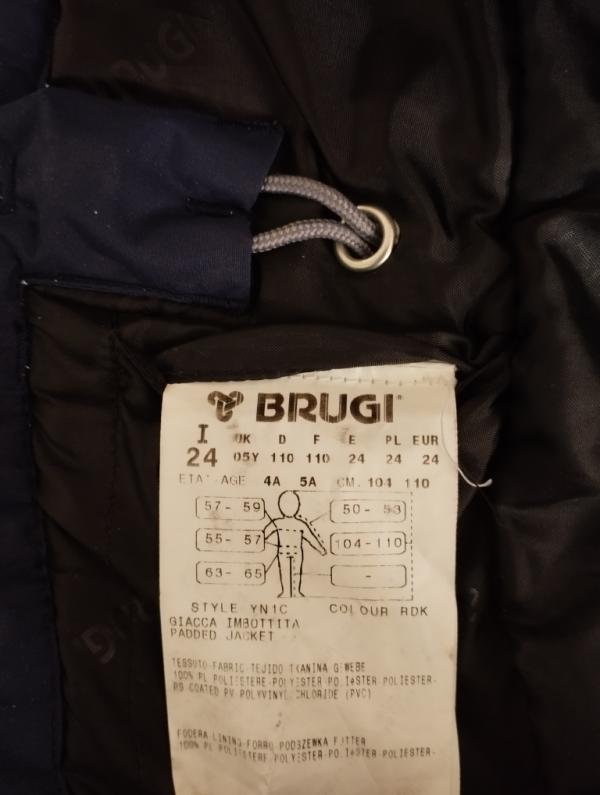 BRUGI
I UK D F E PL EUR
24 05Y 110 110 24 24 24
ETA' AGE 4A 5A CM. 104 110
57- 59 50- 53
55- 57 104-110
63- 65 -
STYLE YN1C COLOUR RDK
GIACCA IMBOTTITA
PADDED JACKET
TESSUTO-FABRIC-TEJIDO TKANINA GEWEBE
100% PL POLIESTERE-POLYESTER-POLIESTER POLIESTER-
RS COATED PV POLYVINYL CHLORIDE (PVC)
FODERA LINING FORRO PODSZEWKA FUTTER
100% PL POLIESTERE POLYESTER-POLIESTER POLIESTER-